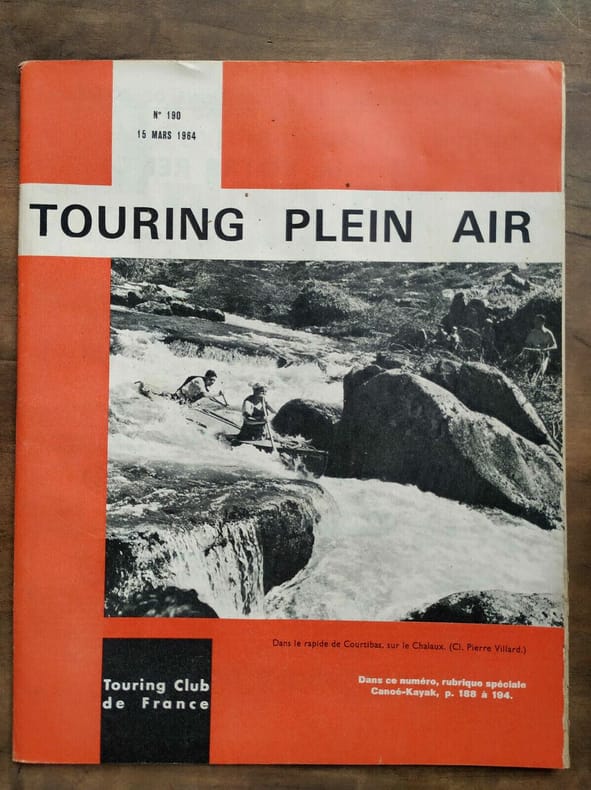 N° 190
15 MARS 1964
TOURING PLEIN AIR
Dans le rapide de Courtibas, sur le Chalaux. (Cl. Pierre Villard.)
Dans ce numéro, rubrique spéciale
Canoé-Kayak, p. 188 à 194.
Touring Club
de France